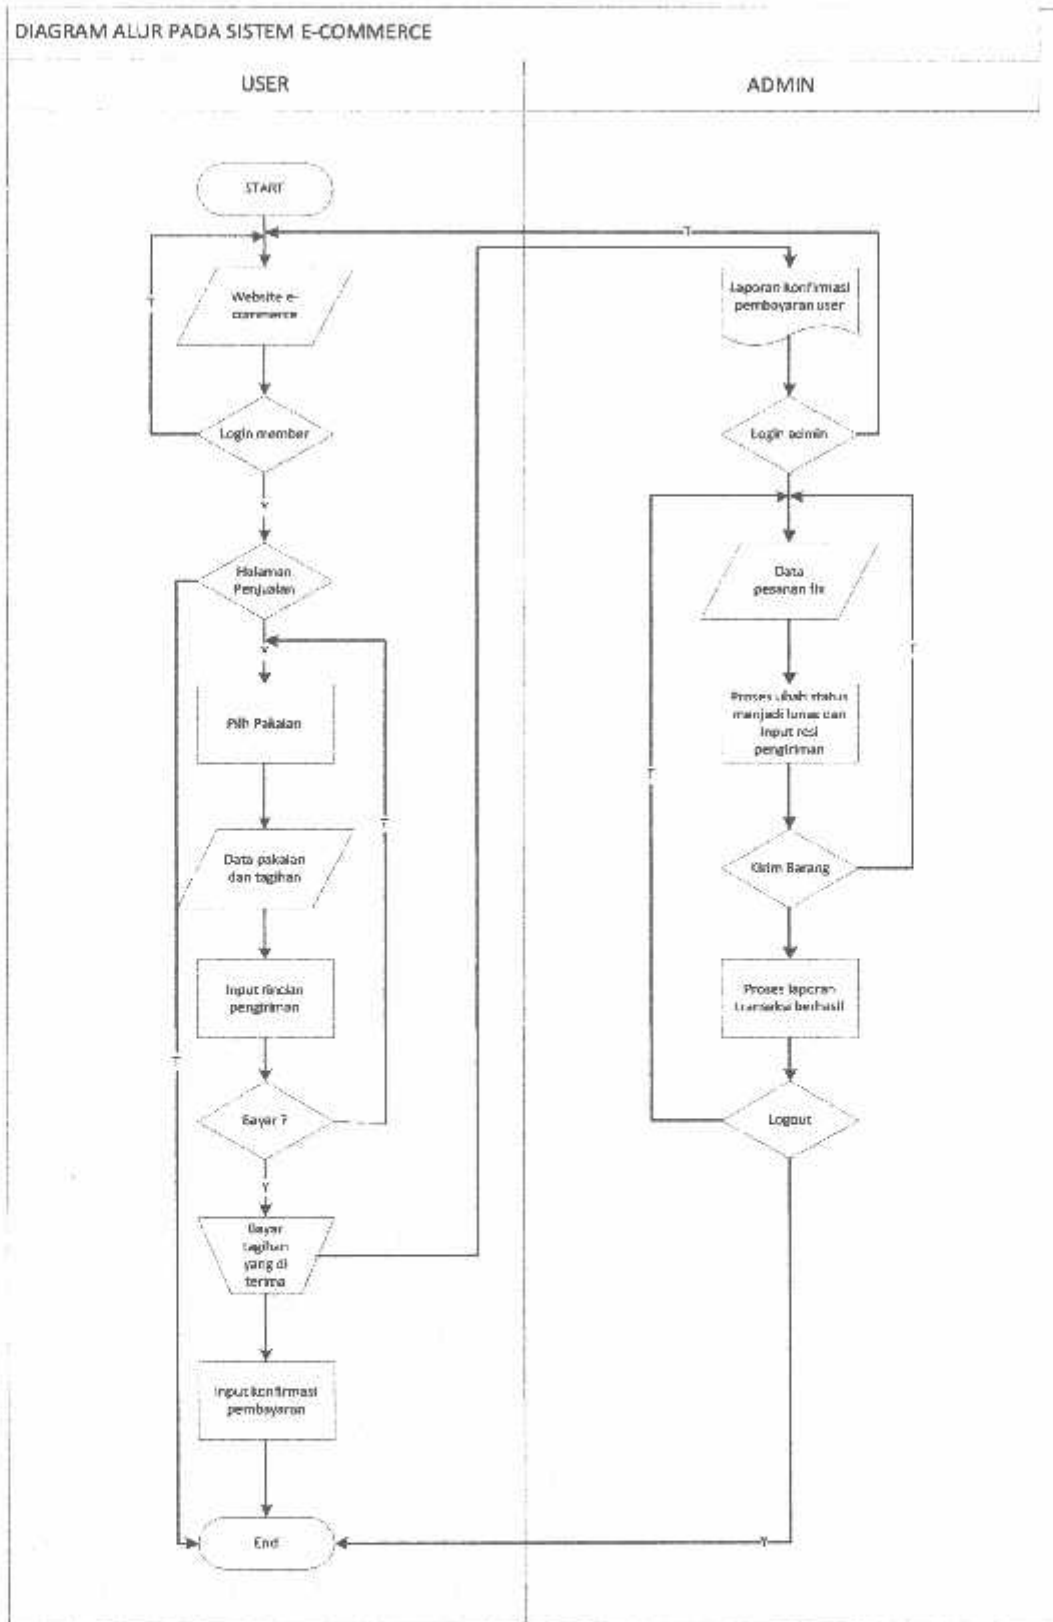 DIAGRAM ALUR PADA SISTEM E-COMMERCE
USER
ADMIN
START
T
Website e-
commerce
T
Login member
Y
Halaman
Penjualan
Y
Pilih Pakaian
T
Data pakaian
dan tagihan
Input rincian
pengiriman
T
Bayar ?
Y
Bayar
tagihan
yang di
terima
Input konfirmasi
pembayaran
End
Laporan konfirmasi
pembayaran user
Login admin
Data
pesanan fix
T
Proses ubah status
menjadi lunas dan
input resi
pengiriman
T
Kirim Barang
Proses laporan
transaksi berhasil
Logout
Y